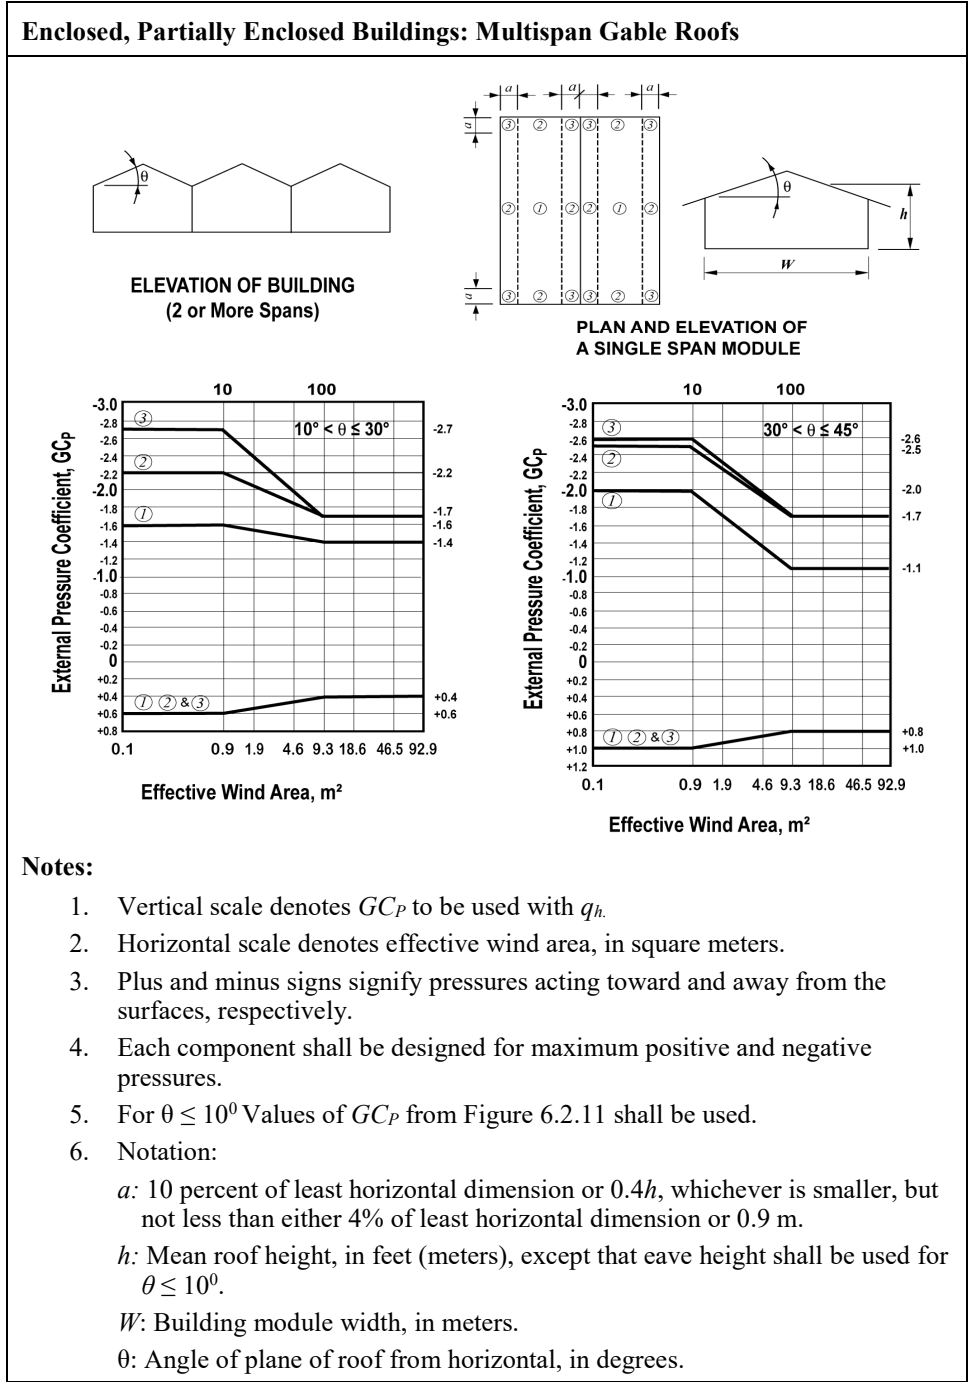 Enclosed, Partially Enclosed Buildings: Multispan Gable Roofs
a a a
a
③ ② ③ ③ ② ③
② ① ② ② ① ②
③ ② ③ ③ ② ③
a
θ
θ
h
W
ELEVATION OF BUILDING
(2 or More Spans)
PLAN AND ELEVATION OF
A SINGLE SPAN MODULE
10 100
External Pressure Coefficient, GCp
-3.0
-2.8
-2.6
-2.4
-2.2
-2.0
-1.8
-1.6
-1.4
-1.2
-1.0
-0.8
-0.6
-0.4
-0.2
0
+0.2
+0.4
+0.6
+0.8
③
②
①
① ② & ③
10° < θ ≤ 30°
-2.7
-2.2
-1.7
-1.6
-1.4
+0.4
+0.6
0.1 0.9 1.9 4.6 9.3 18.6 46.5 92.9
Effective Wind Area, m²
10 100
External Pressure Coefficient, GCp
-3.0
-2.8
-2.6
-2.4
-2.2
-2.0
-1.8
-1.6
-1.4
-1.2
-1.0
-0.8
-0.6
-0.4
-0.2
0
+0.2
+0.4
+0.6
+0.8
+1.0
+1.2
③
②
①
① ② & ③
30° < θ ≤ 45°
-2.6
-2.5
-2.0
-1.7
-1.1
+0.8
+1.0
0.1 0.9 1.9 4.6 9.3 18.6 46.5 92.9
Effective Wind Area, m²
Notes:
1. Vertical scale denotes GCP to be used with qh.
2. Horizontal scale denotes effective wind area, in square meters.
3. Plus and minus signs signify pressures acting toward and away from the
surfaces, respectively.
4. Each component shall be designed for maximum positive and negative
pressures.
5. For θ ≤ 10⁰ Values of GCP from Figure 6.2.11 shall be used.
6. Notation:
a: 10 percent of least horizontal dimension or 0.4h, whichever is smaller, but
not less than either 4% of least horizontal dimension or 0.9 m.
h: Mean roof height, in feet (meters), except that eave height shall be used for
θ ≤ 10⁰.
W: Building module width, in meters.
θ: Angle of plane of roof from horizontal, in degrees.